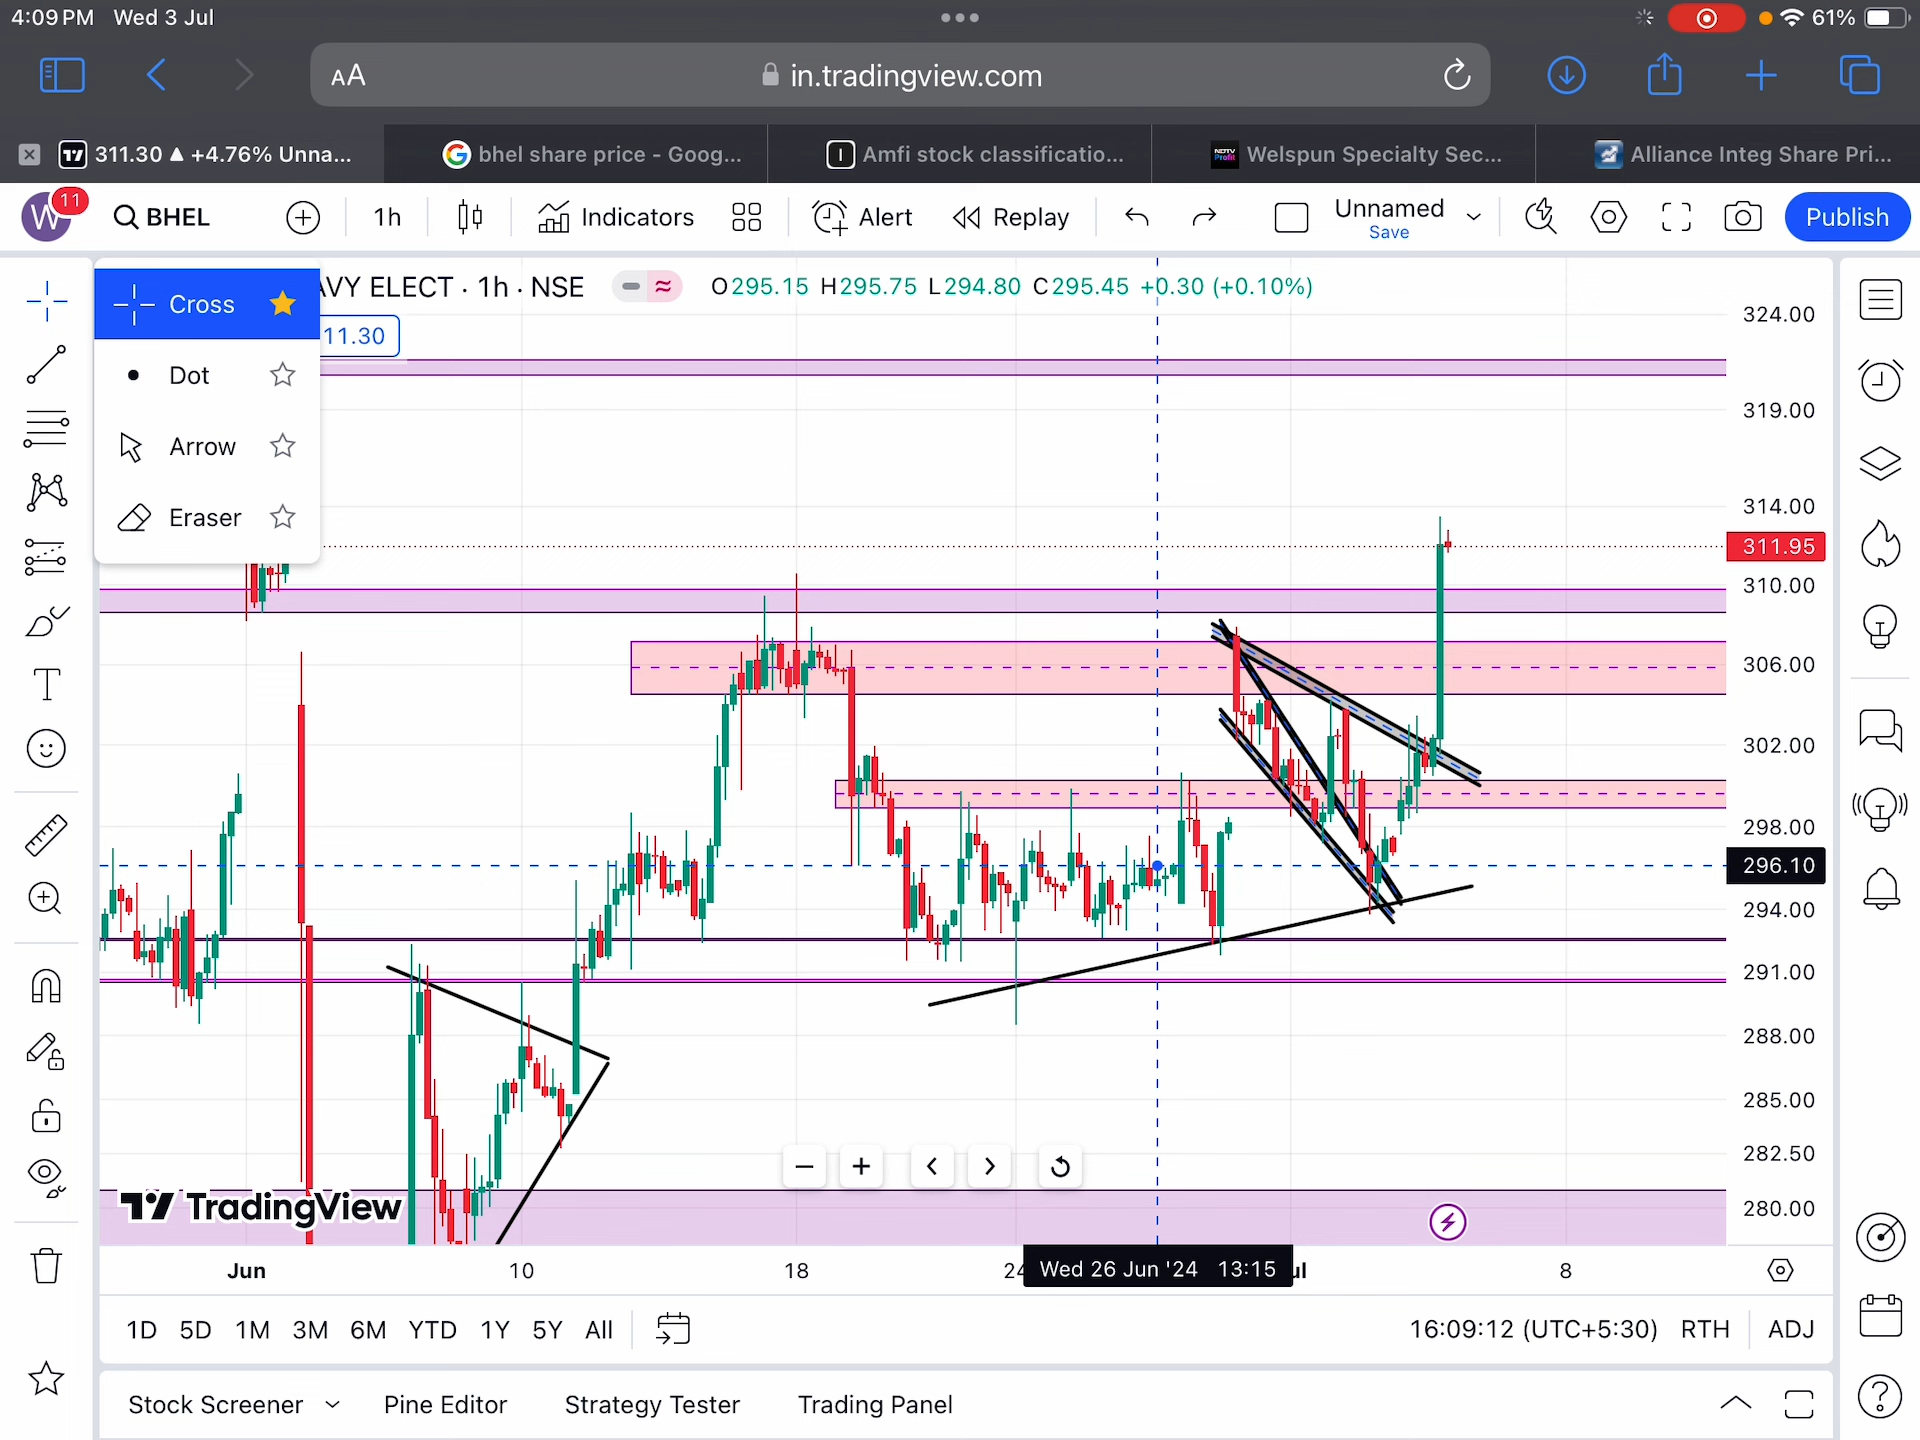 4:09 PM Wed 3 Jul
61%
AA
in.tradingview.com
311.30 ▲ +4.76% Unna...
bhel share price - Goog...
Amfi stock classificatio...
NDTV Profit
Welspun Specialty Sec...
Alliance Integ Share Pri...
W
11
BHEL
1h
Indicators
Alert
Replay
Unnamed
Save
Publish
Cross
Dot
Arrow
Eraser
AVY ELECT · 1h · NSE
O295.15 H295.75 L294.80 C295.45 +0.30 (+0.10%)
11.30
324.00
319.00
314.00
311.95
310.00
306.00
302.00
298.00
296.10
294.00
291.00
288.00
285.00
282.50
280.00
TradingView
Jun
10
18
24
Wed 26 Jun '24 13:15
ul
8
1D 5D 1M 3M 6M YTD 1Y 5Y All
16:09:12 (UTC+5:30) RTH ADJ
Stock Screener
Pine Editor
Strategy Tester
Trading Panel